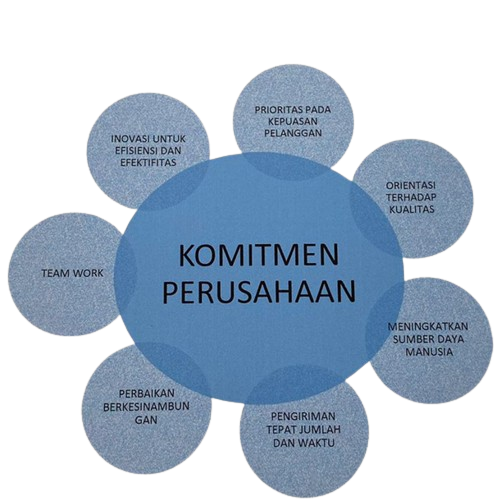 KOMITMEN
PERUSAHAAN
PRIORITAS PADA
KEPUASAN
PELANGGAN
ORIENTASI
TERHADAP
KUALITAS
MENINGKATKAN
SUMBER DAYA
MANUSIA
PENGIRIMAN
TEPAT JUMLAH
DAN WAKTU
PERBAIKAN
BERKESINAMBUN
GAN
TEAM WORK
INOVASI UNTUK
EFISIENSI DAN
EFEKTIFITAS